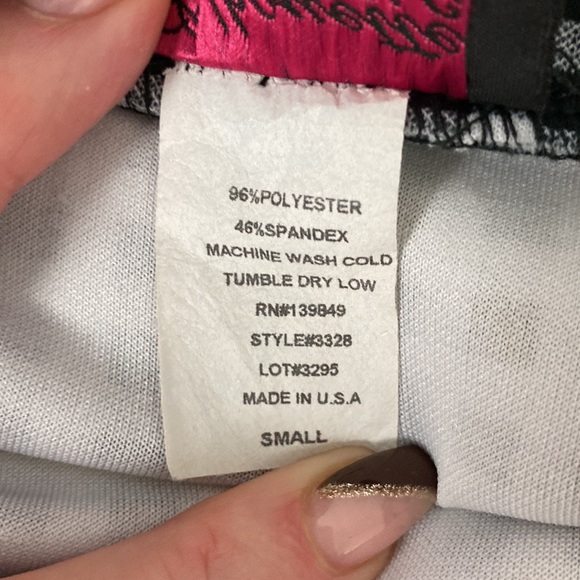 96%POLYESTER
46%SPANDEX
MACHINE WASH COLD
TUMBLE DRY LOW
RN#139849
STYLE#3328
LOT#3295
MADE IN U.S.A
SMALL